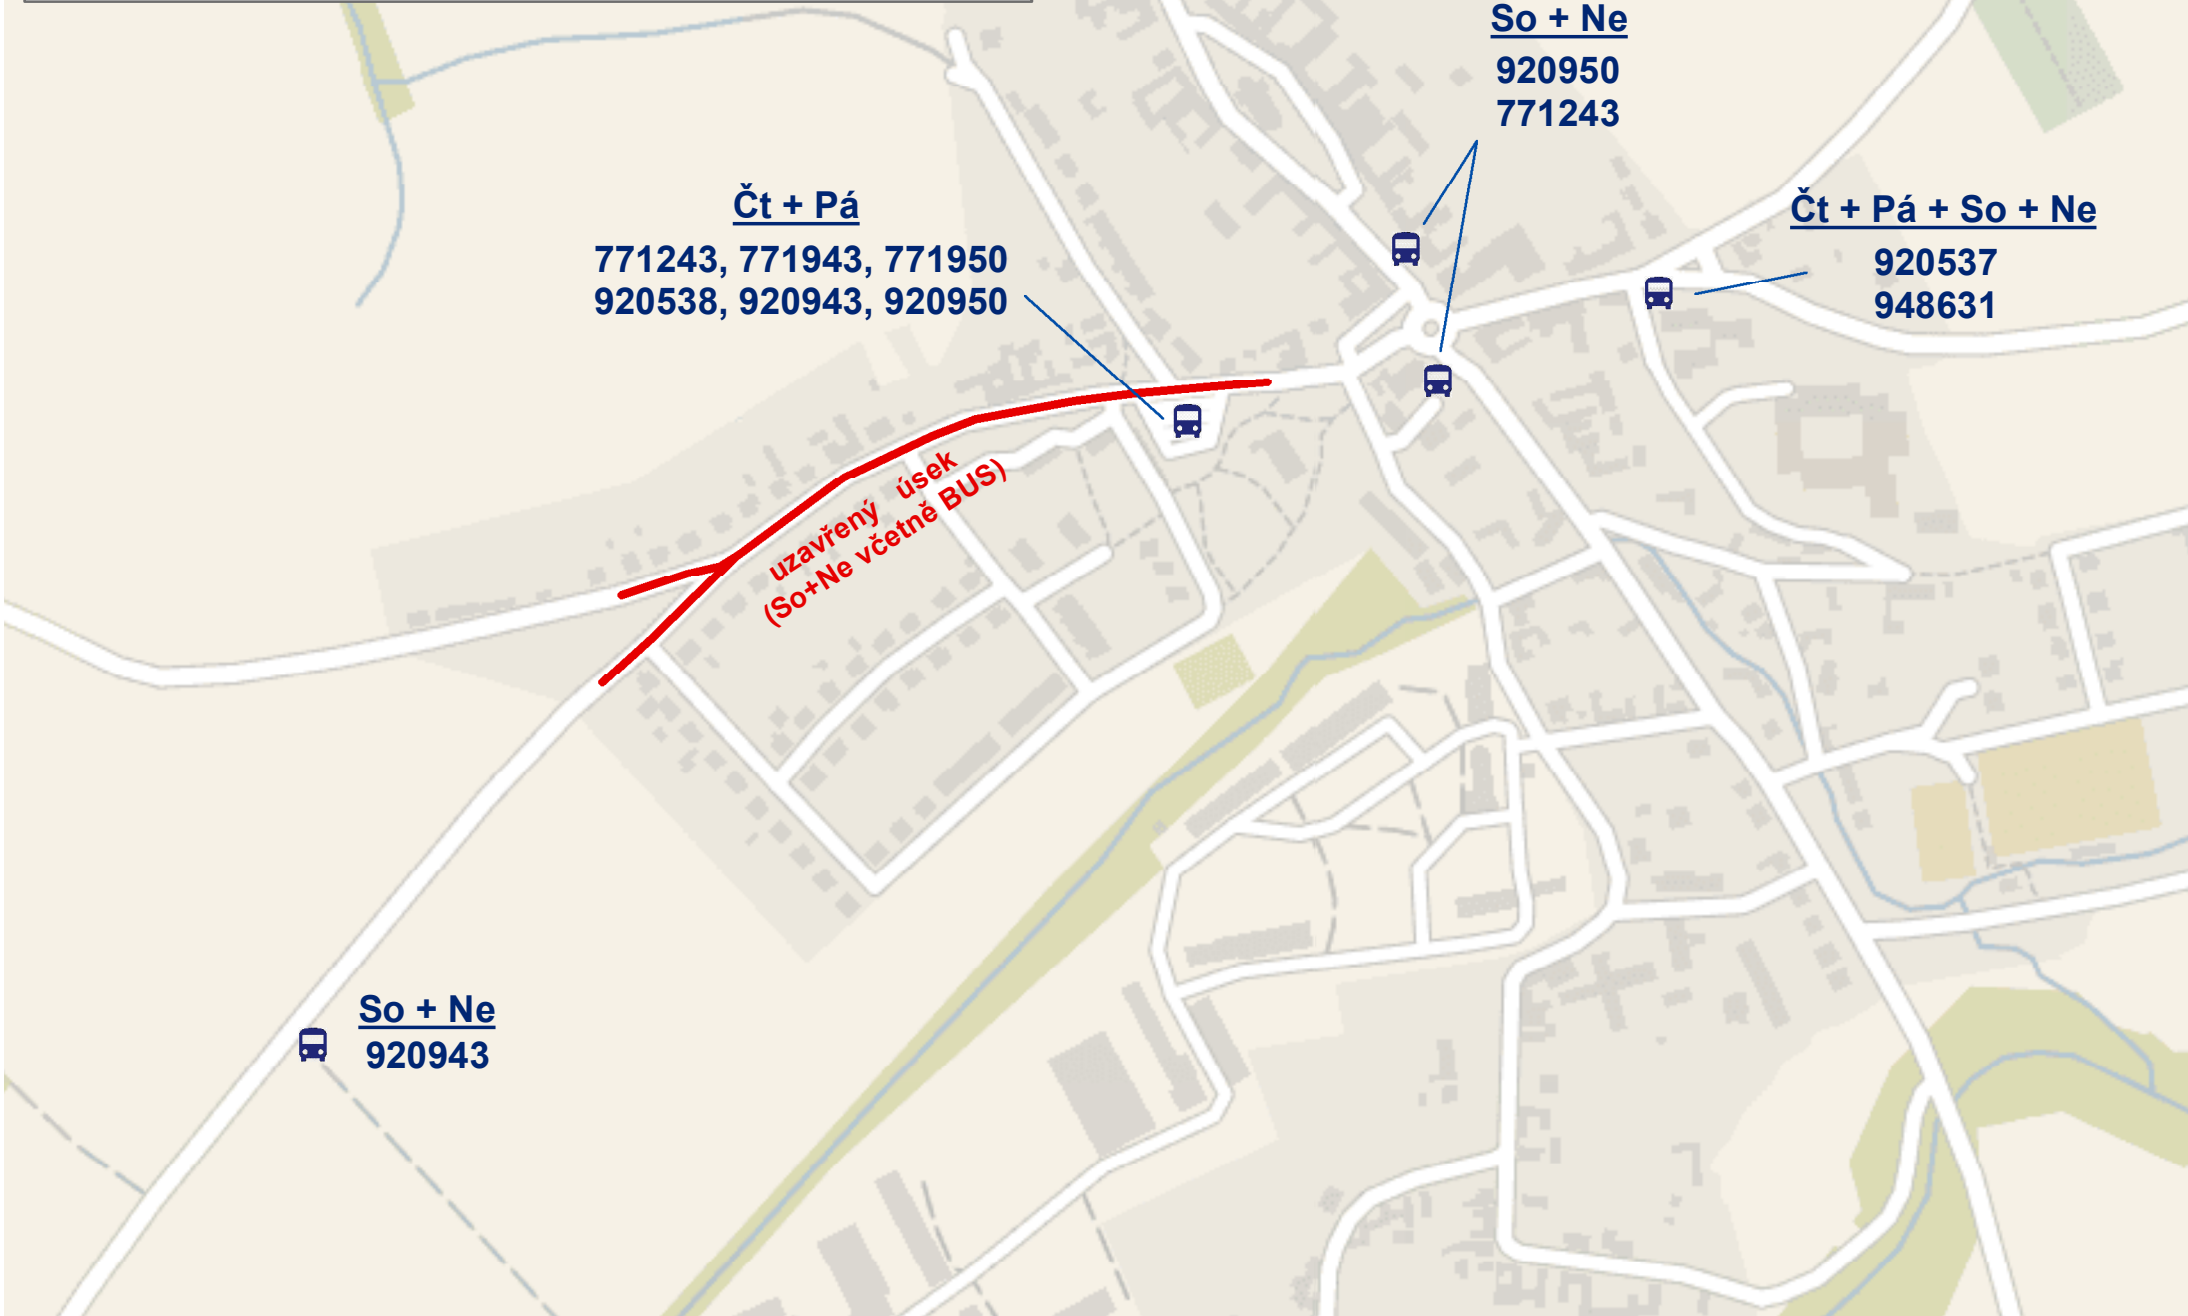 So + Ne
920950
771243
Čt + Pá
771243, 771943, 771950
920538, 920943, 920950
Čt + Pá + So + Ne
920537
948631
uzavřený úsek
(So+Ne včetně BUS)
So + Ne
920943